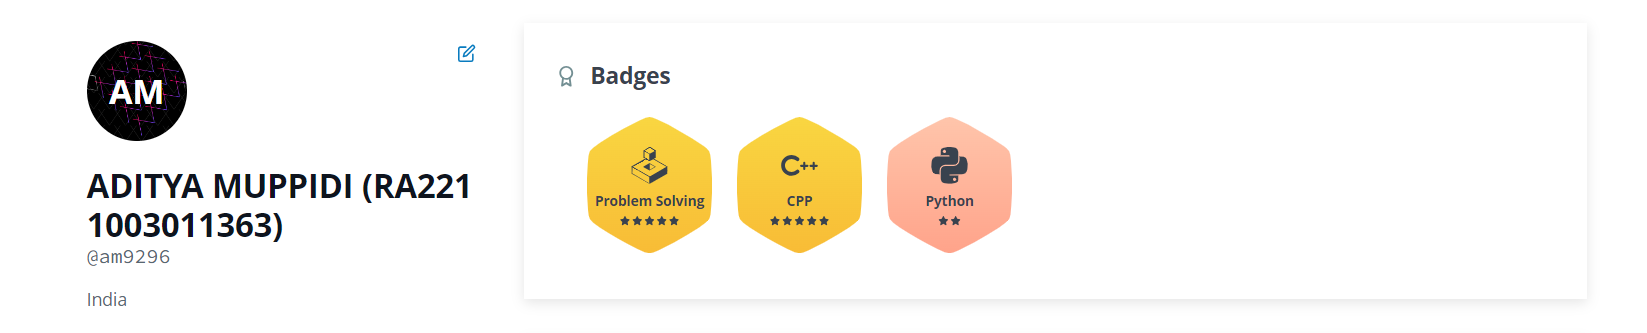 AM
ADITYA MUPPIDI (RA221
1003011363)
@am9296
India
Badges
Problem Solving
C++
CPP
Python